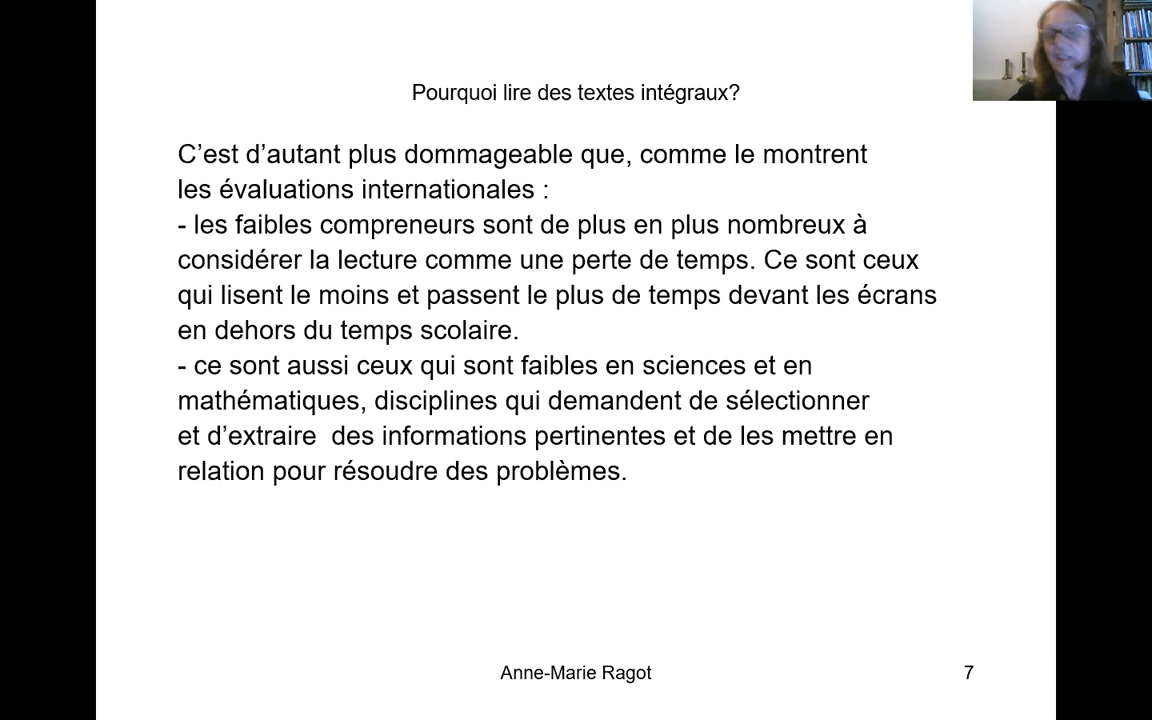 Pourquoi lire des textes intégraux?
C’est d’autant plus dommageable que, comme le montrent
les évaluations internationales :
- les faibles compreneurs sont de plus en plus nombreux à
considérer la lecture comme une perte de temps. Ce sont ceux
qui lisent le moins et passent le plus de temps devant les écrans
en dehors du temps scolaire.
- ce sont aussi ceux qui sont faibles en sciences et en
mathématiques, disciplines qui demandent de sélectionner
et d’extraire  des informations pertinentes et de les mettre en
relation pour résoudre des problèmes.
Anne-Marie Ragot
7